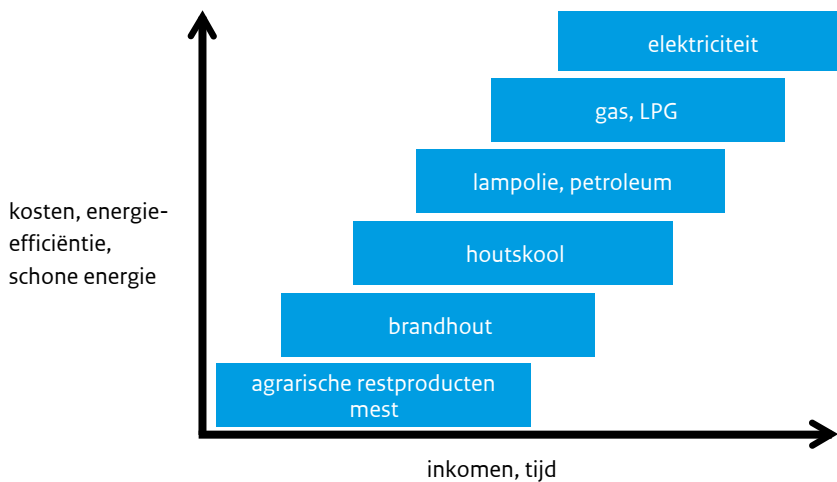 elektriciteit
gas, LPG
lampolie, petroleum
kosten, energie-
efficiëntie,
schone energie
houtskool
brandhout
agrarische restproducten
mest
inkomen, tijd